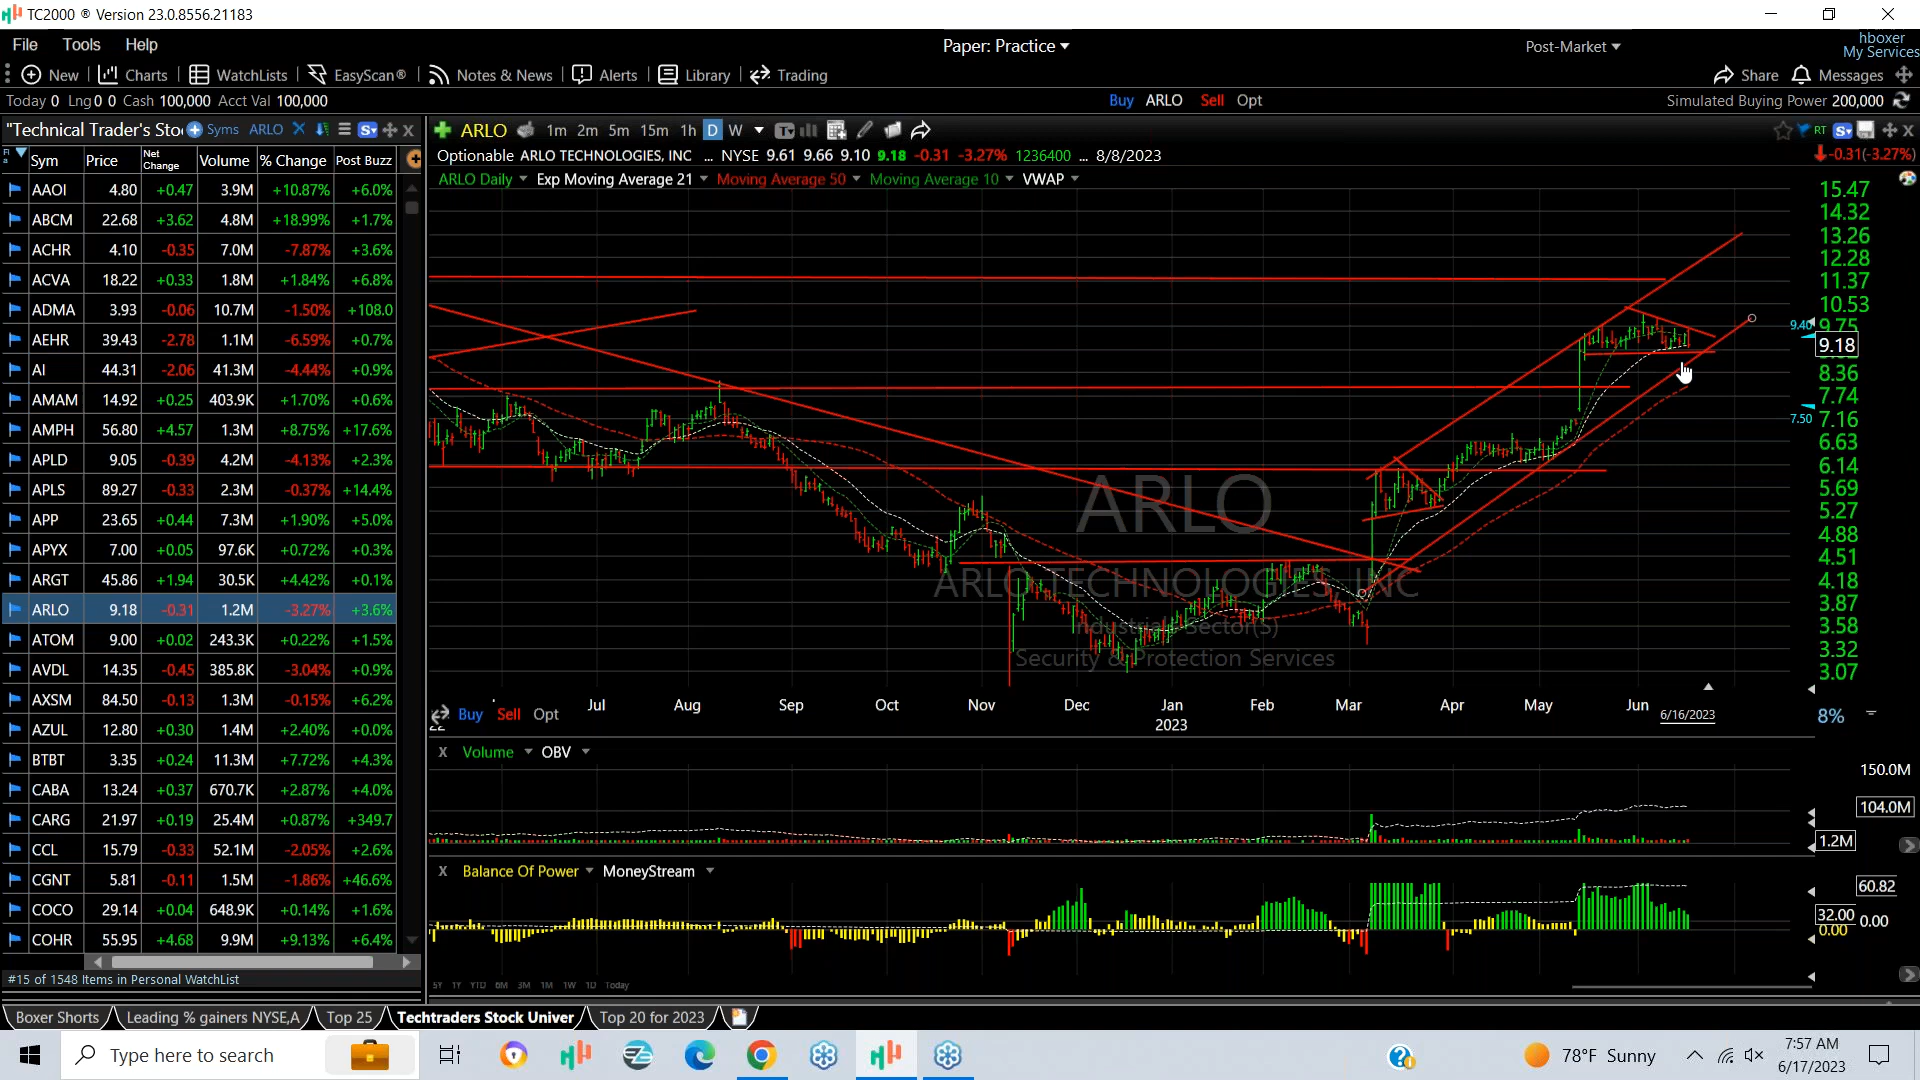 TC2000 ® Version 23.0.8556.21183
File Tools Help
Paper: Practice
Post-Market
hboxer
My Services
New Charts WatchLists EasyScan® Notes & News Alerts Library Trading
Share Messages
Today 0 Lng 0 0 Cash 100,000 Acct Val 100,000
Buy ARLO Sell Opt
Simulated Buying Power 200,000
"Technical Trader's Sto Syms ARLO
ARLO 1m 2m 5m 15m 1h D W
RT
Optionable ARLO TECHNOLOGIES, INC ... NYSE 9.61 9.66 9.10 9.18 -0.31 -3.27% 1236400 ... 8/8/2023
-0.31(-3.27%)
ARLO Daily Exp Moving Average 21 Moving Average 50 Moving Average 10 VWAP
Sym Price Net Change Volume % Change Post Buzz
AAOI 4.80 +0.47 3.9M +10.87% +6.0%
ABCM 22.68 +3.62 4.8M +18.99% +1.7%
ACHR 4.10 -0.35 7.0M -7.87% +3.6%
ACVA 18.22 +0.33 1.8M +1.84% +6.8%
ADMA 3.93 -0.06 10.7M -1.50% +108.0
AEHR 39.43 -2.78 1.1M -6.59% +0.7%
AI 44.31 -2.06 41.3M -4.44% +0.9%
AMAM 14.92 +0.25 403.9K +1.70% +0.6%
AMPH 56.80 +4.57 1.3M +8.75% +17.6%
APLD 9.05 -0.39 4.2M -4.13% +2.3%
APLS 89.27 -0.33 2.3M -0.37% +14.4%
APP 23.65 +0.44 7.3M +1.90% +5.0%
APYX 7.00 +0.05 97.6K +0.72% +0.3%
ARGT 45.86 +1.94 30.5K +4.42% +0.1%
ARLO 9.18 -0.31 1.2M -3.27% +3.6%
ATOM 9.00 +0.02 243.3K +0.22% +1.5%
AVDL 14.35 -0.45 385.8K -3.04% +0.9%
AXSM 84.50 -0.13 1.3M -0.15% +6.2%
AZUL 12.80 +0.30 1.4M +2.40% +0.0%
BTBT 3.35 +0.24 11.3M +7.72% +4.3%
CABA 13.24 +0.37 670.7K +2.87% +4.0%
CARG 21.97 +0.19 25.4M +0.87% +349.7
CCL 15.79 -0.33 52.1M -2.05% +2.6%
CGNT 5.81 -0.11 1.5M -1.86% +46.6%
COCO 29.14 +0.04 648.9K +0.14% +1.6%
COHR 55.95 +4.68 9.9M +9.13% +6.4%
#15 of 1548 Items in Personal WatchList
15.47
14.32
13.26
12.28
11.37
10.53
9.40 9.75
9.18
8.36
7.74
7.50 7.16
6.63
6.14
5.69
5.27
4.88
4.51
4.18
3.87
3.58
3.32
3.07
8%
ARLO
ARLO TECHNOLOGIES, INC
Industrials Sector(S)
Security & Protection Services
Jul Aug Sep Oct Nov Dec Jan Feb Mar Apr May Jun
22 2023 6/16/2023
Buy Sell Opt
X Volume OBV
150.0M
104.0M
1.2M
X Balance Of Power MoneyStream
60.82
32.00 0.00
0.00
5Y 1Y YTD 6M 3M 1M 1W 1D Today
Boxer Shorts Leading % gainers NYSE,A Top 25 Techtraders Stock Univer Top 20 for 2023
Type here to search
78°F Sunny
7:57 AM
6/17/2023